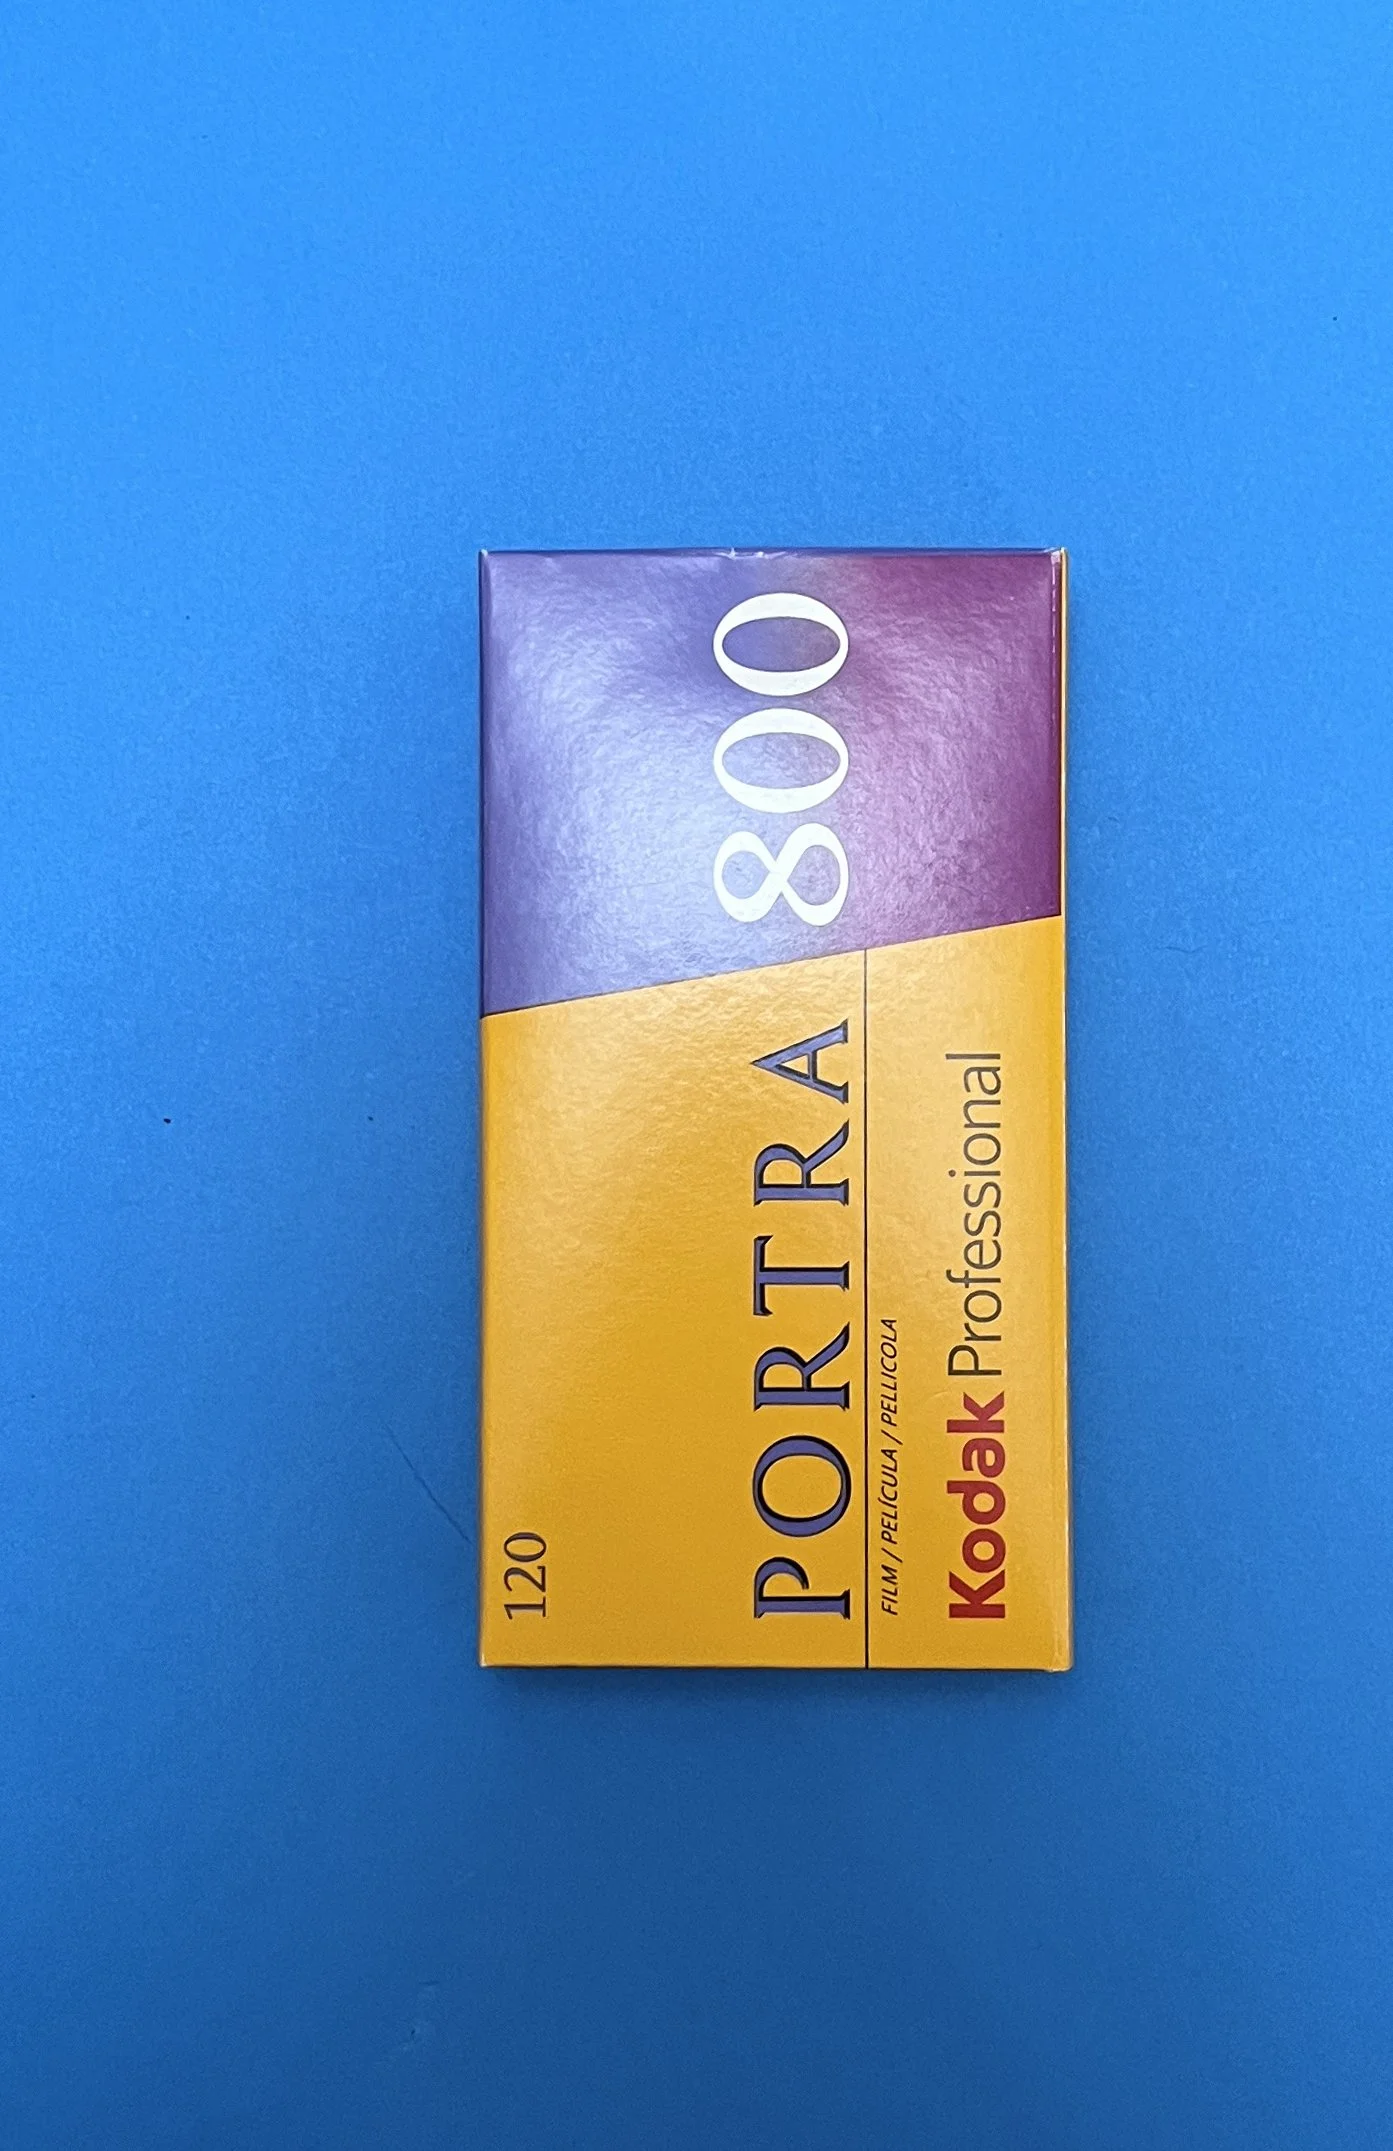 120
PORTRA 800
FILM / PELÍCULA / PELLICOLA
Kodak Professional